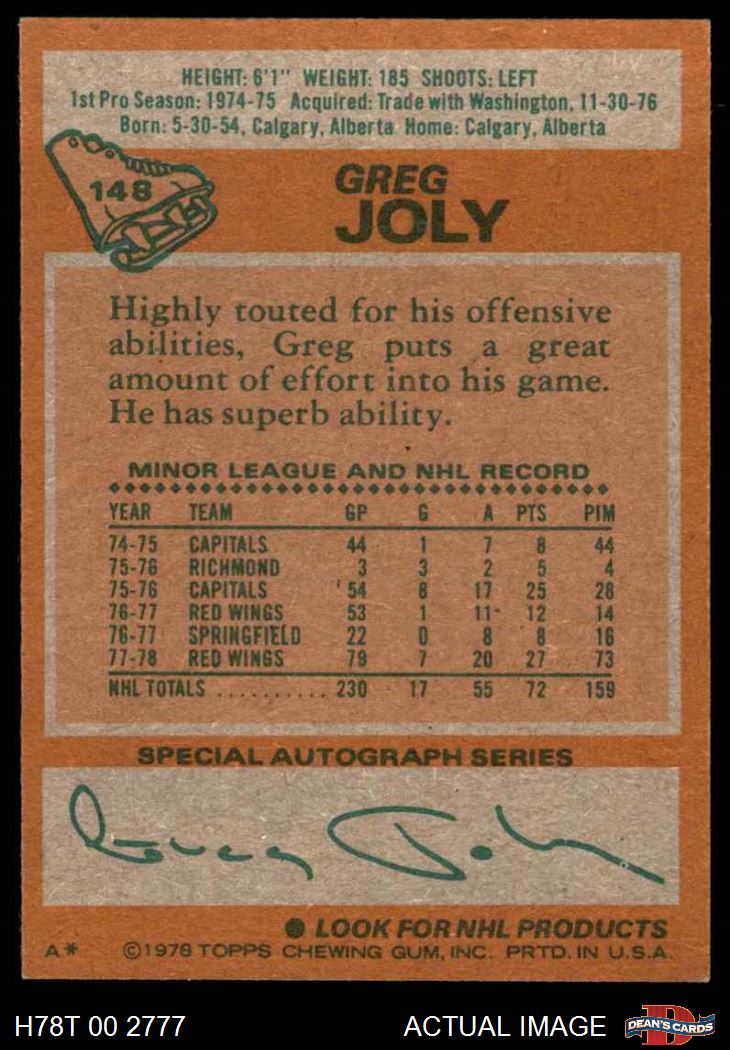 HEIGHT: 6'1" WEIGHT: 185 SHOOTS: LEFT
1st Pro Season: 1974-75 Acquired: Trade with Washington, 11-30-76
Born: 5-30-54, Calgary, Alberta Home: Calgary, Alberta
148
GREG
JOLY
Highly touted for his offensive
abilities, Greg puts a great
amount of effort into his game.
He has superb ability.
MINOR LEAGUE AND NHL RECORD
YEAR TEAM GP G A PTS PIM
74-75 CAPITALS 44 1 7 8 44
75-76 RICHMOND 3 3 2 5 4
75-76 CAPITALS 54 8 17 25 28
76-77 RED WINGS 53 1 11 12 14
76-77 SPRINGFIELD 22 0 8 8 16
77-78 RED WINGS 79 7 20 27 73
NHL TOTALS .......... 230 17 55 72 159
SPECIAL AUTOGRAPH SERIES
Greg Joly
LOOK FOR NHL PRODUCTS
A* ©1978 TOPPS CHEWING GUM, INC. PRTD. IN U.S.A.
H78T 00 2777 ACTUAL IMAGE D DEAN'S CARDS